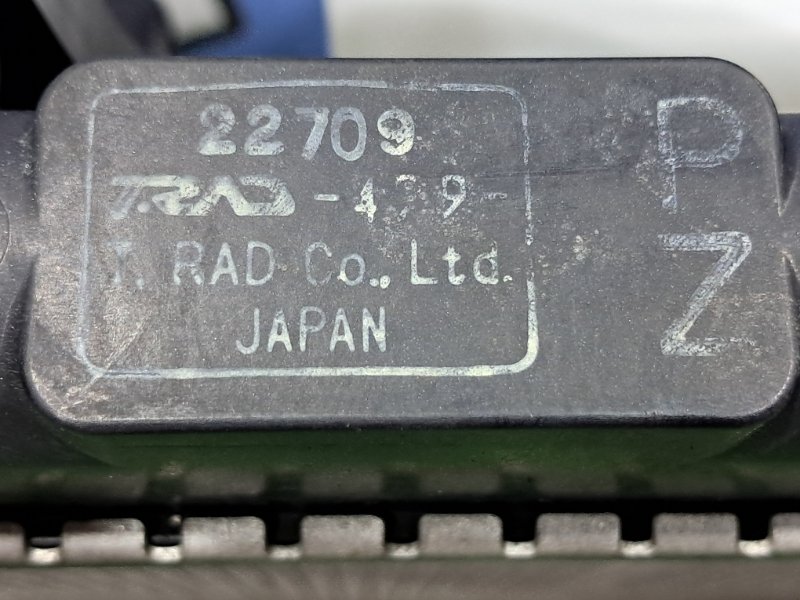 22709
T.RAD
T. RAD Co., Ltd.
JAPAN
P
Z